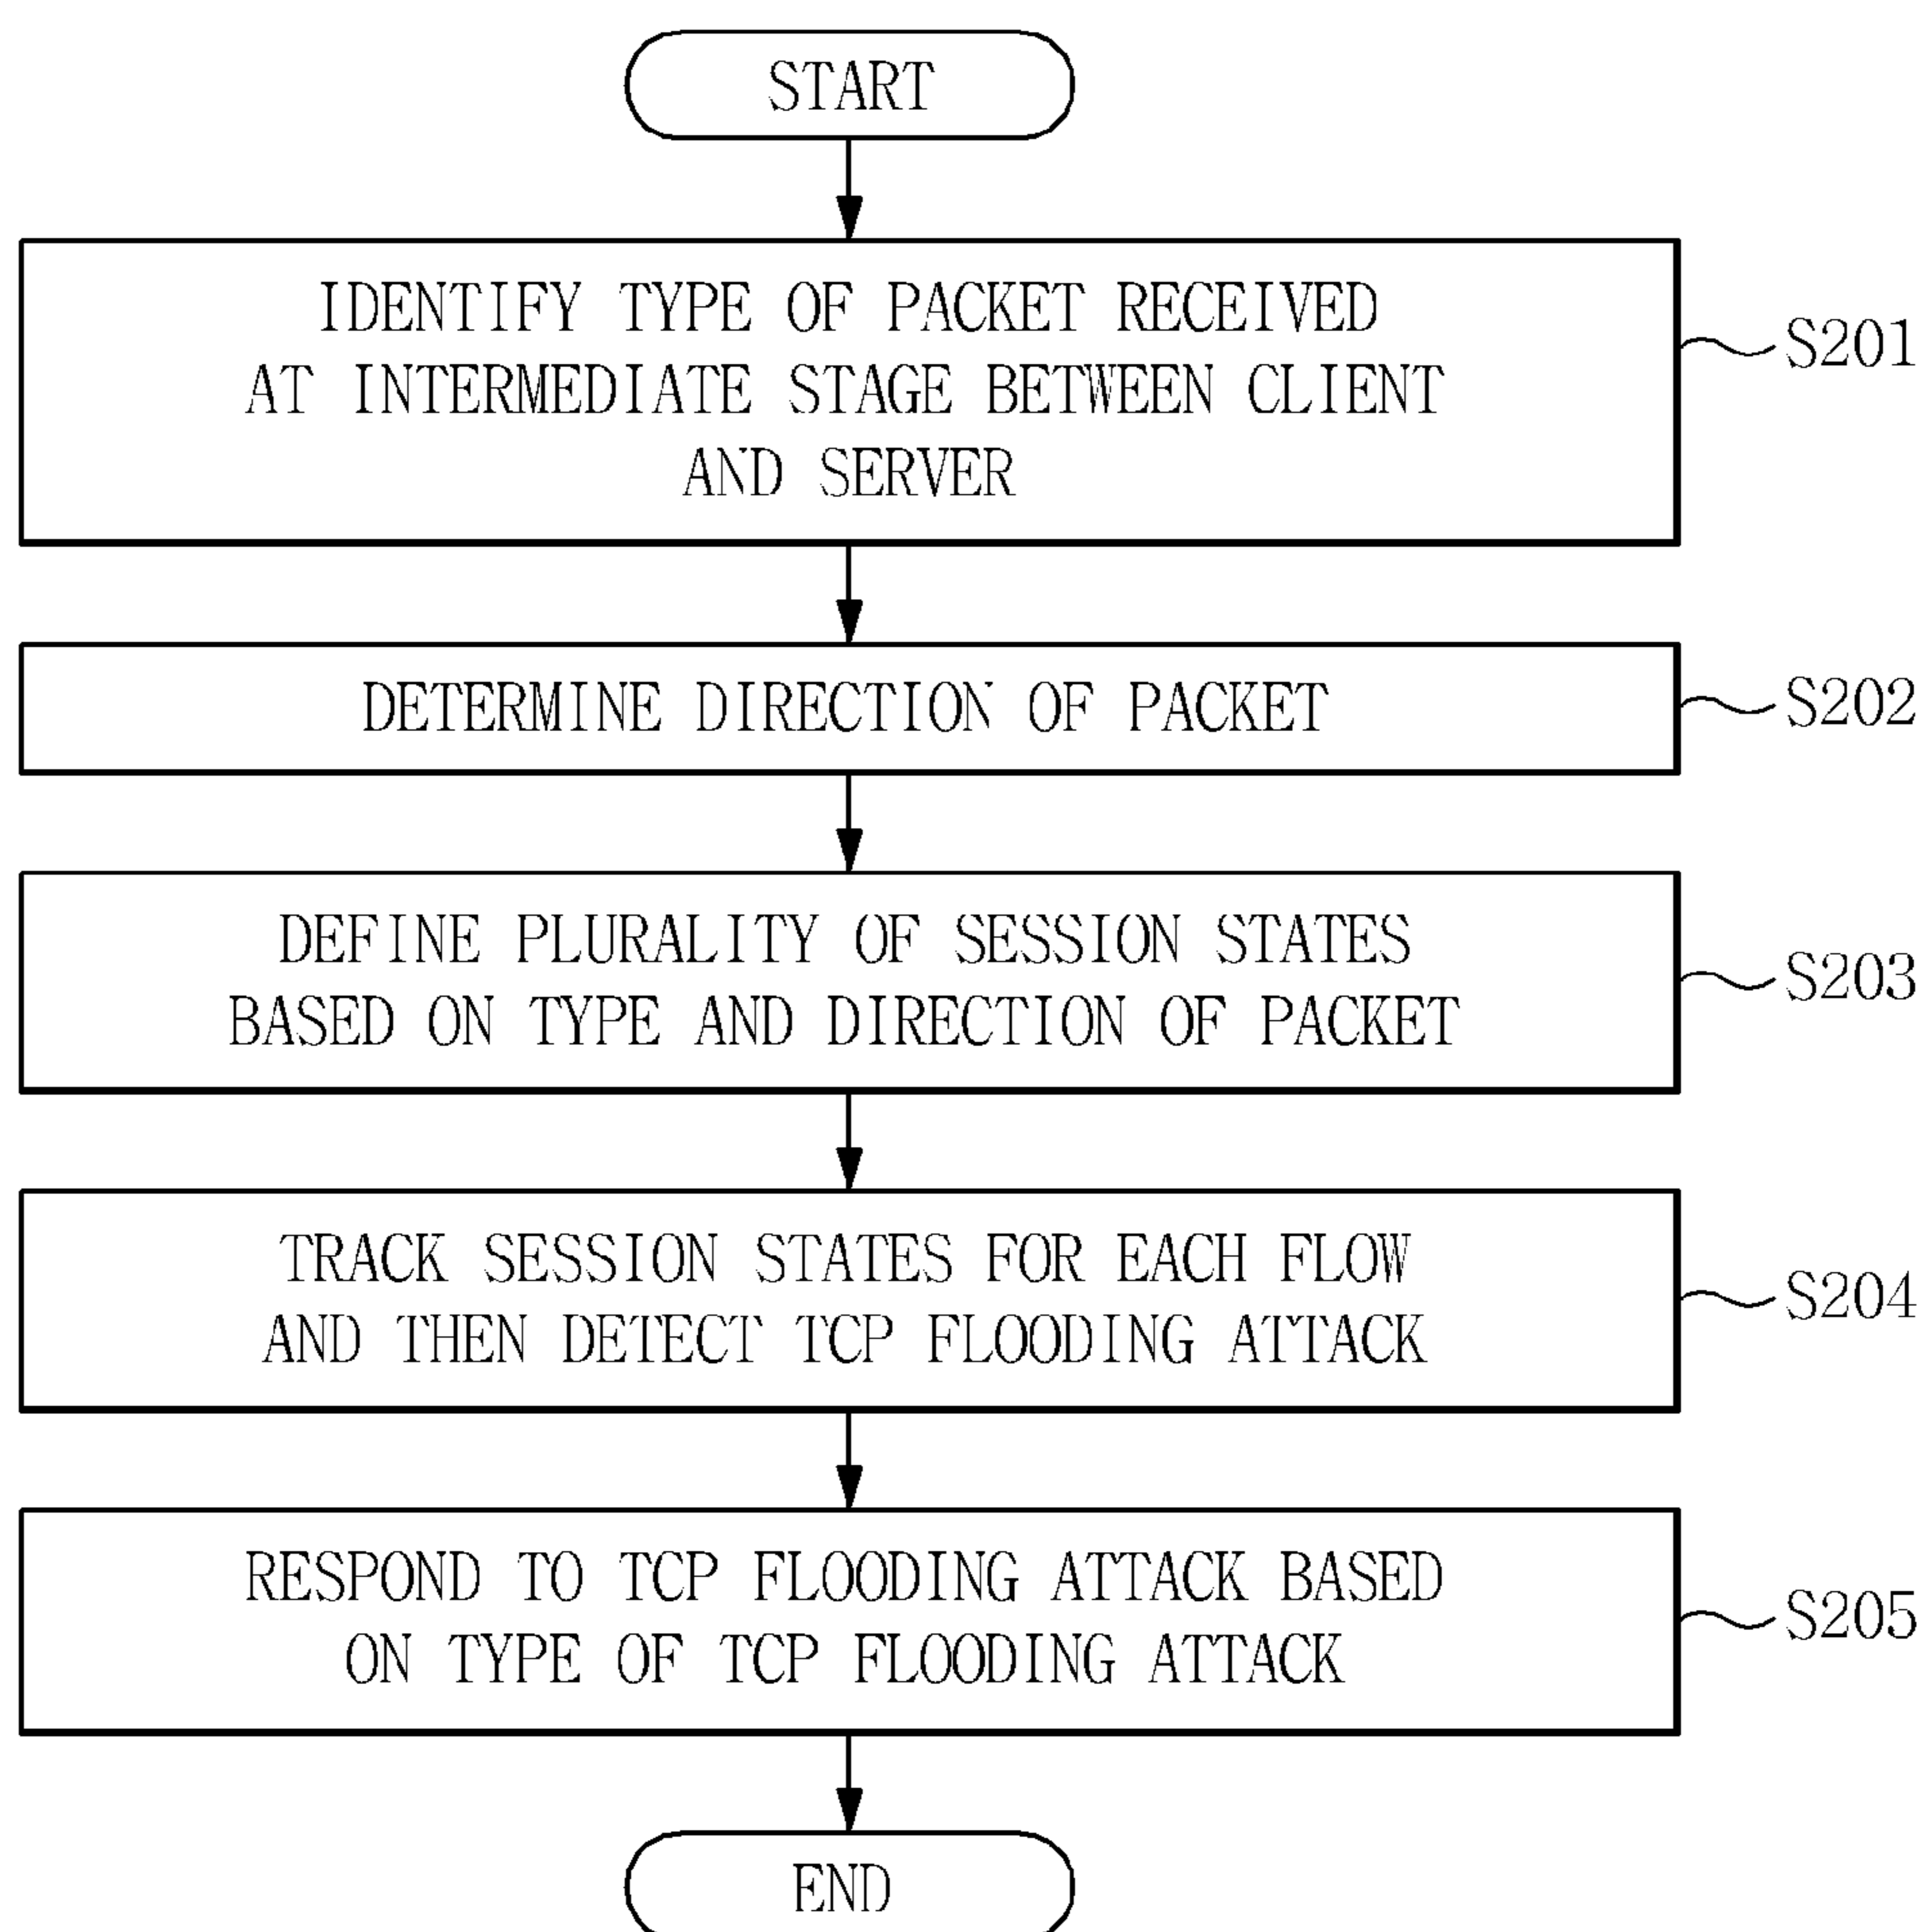 START
IDENTIFY TYPE OF PACKET RECEIVED
AT INTERMEDIATE STAGE BETWEEN CLIENT
AND SERVER
S201
DETERMINE DIRECTION OF PACKET
S202
DEFINE PLURALITY OF SESSION STATES
BASED ON TYPE AND DIRECTION OF PACKET
S203
TRACK SESSION STATES FOR EACH FLOW
AND THEN DETECT TCP FLOODING ATTACK
S204
RESPOND TO TCP FLOODING ATTACK BASED
ON TYPE OF TCP FLOODING ATTACK
S205
END